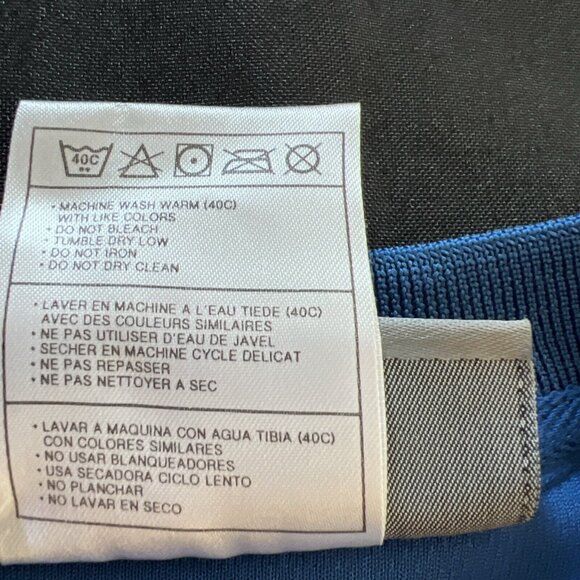 40C
• MACHINE WASH WARM (40C)
WITH LIKE COLORS
• DO NOT BLEACH
• TUMBLE DRY LOW
• DO NOT IRON
• DO NOT DRY CLEAN
• LAVER EN MACHINE A L'EAU TIEDE (40C)
AVEC DES COULEURS SIMILAIRES
• NE PAS UTILISER D'EAU DE JAVEL
• SECHER EN MACHINE CYCLE DELICAT
• NE PAS REPASSER
• NE PAS NETTOYER A SEC
• LAVAR A MAQUINA CON AGUA TIBIA (40C)
CON COLORES SIMILARES
• NO USAR BLANQUEADORES
• USA SECADORA CICLO LENTO
• NO PLANCHAR
• NO LAVAR EN SECO